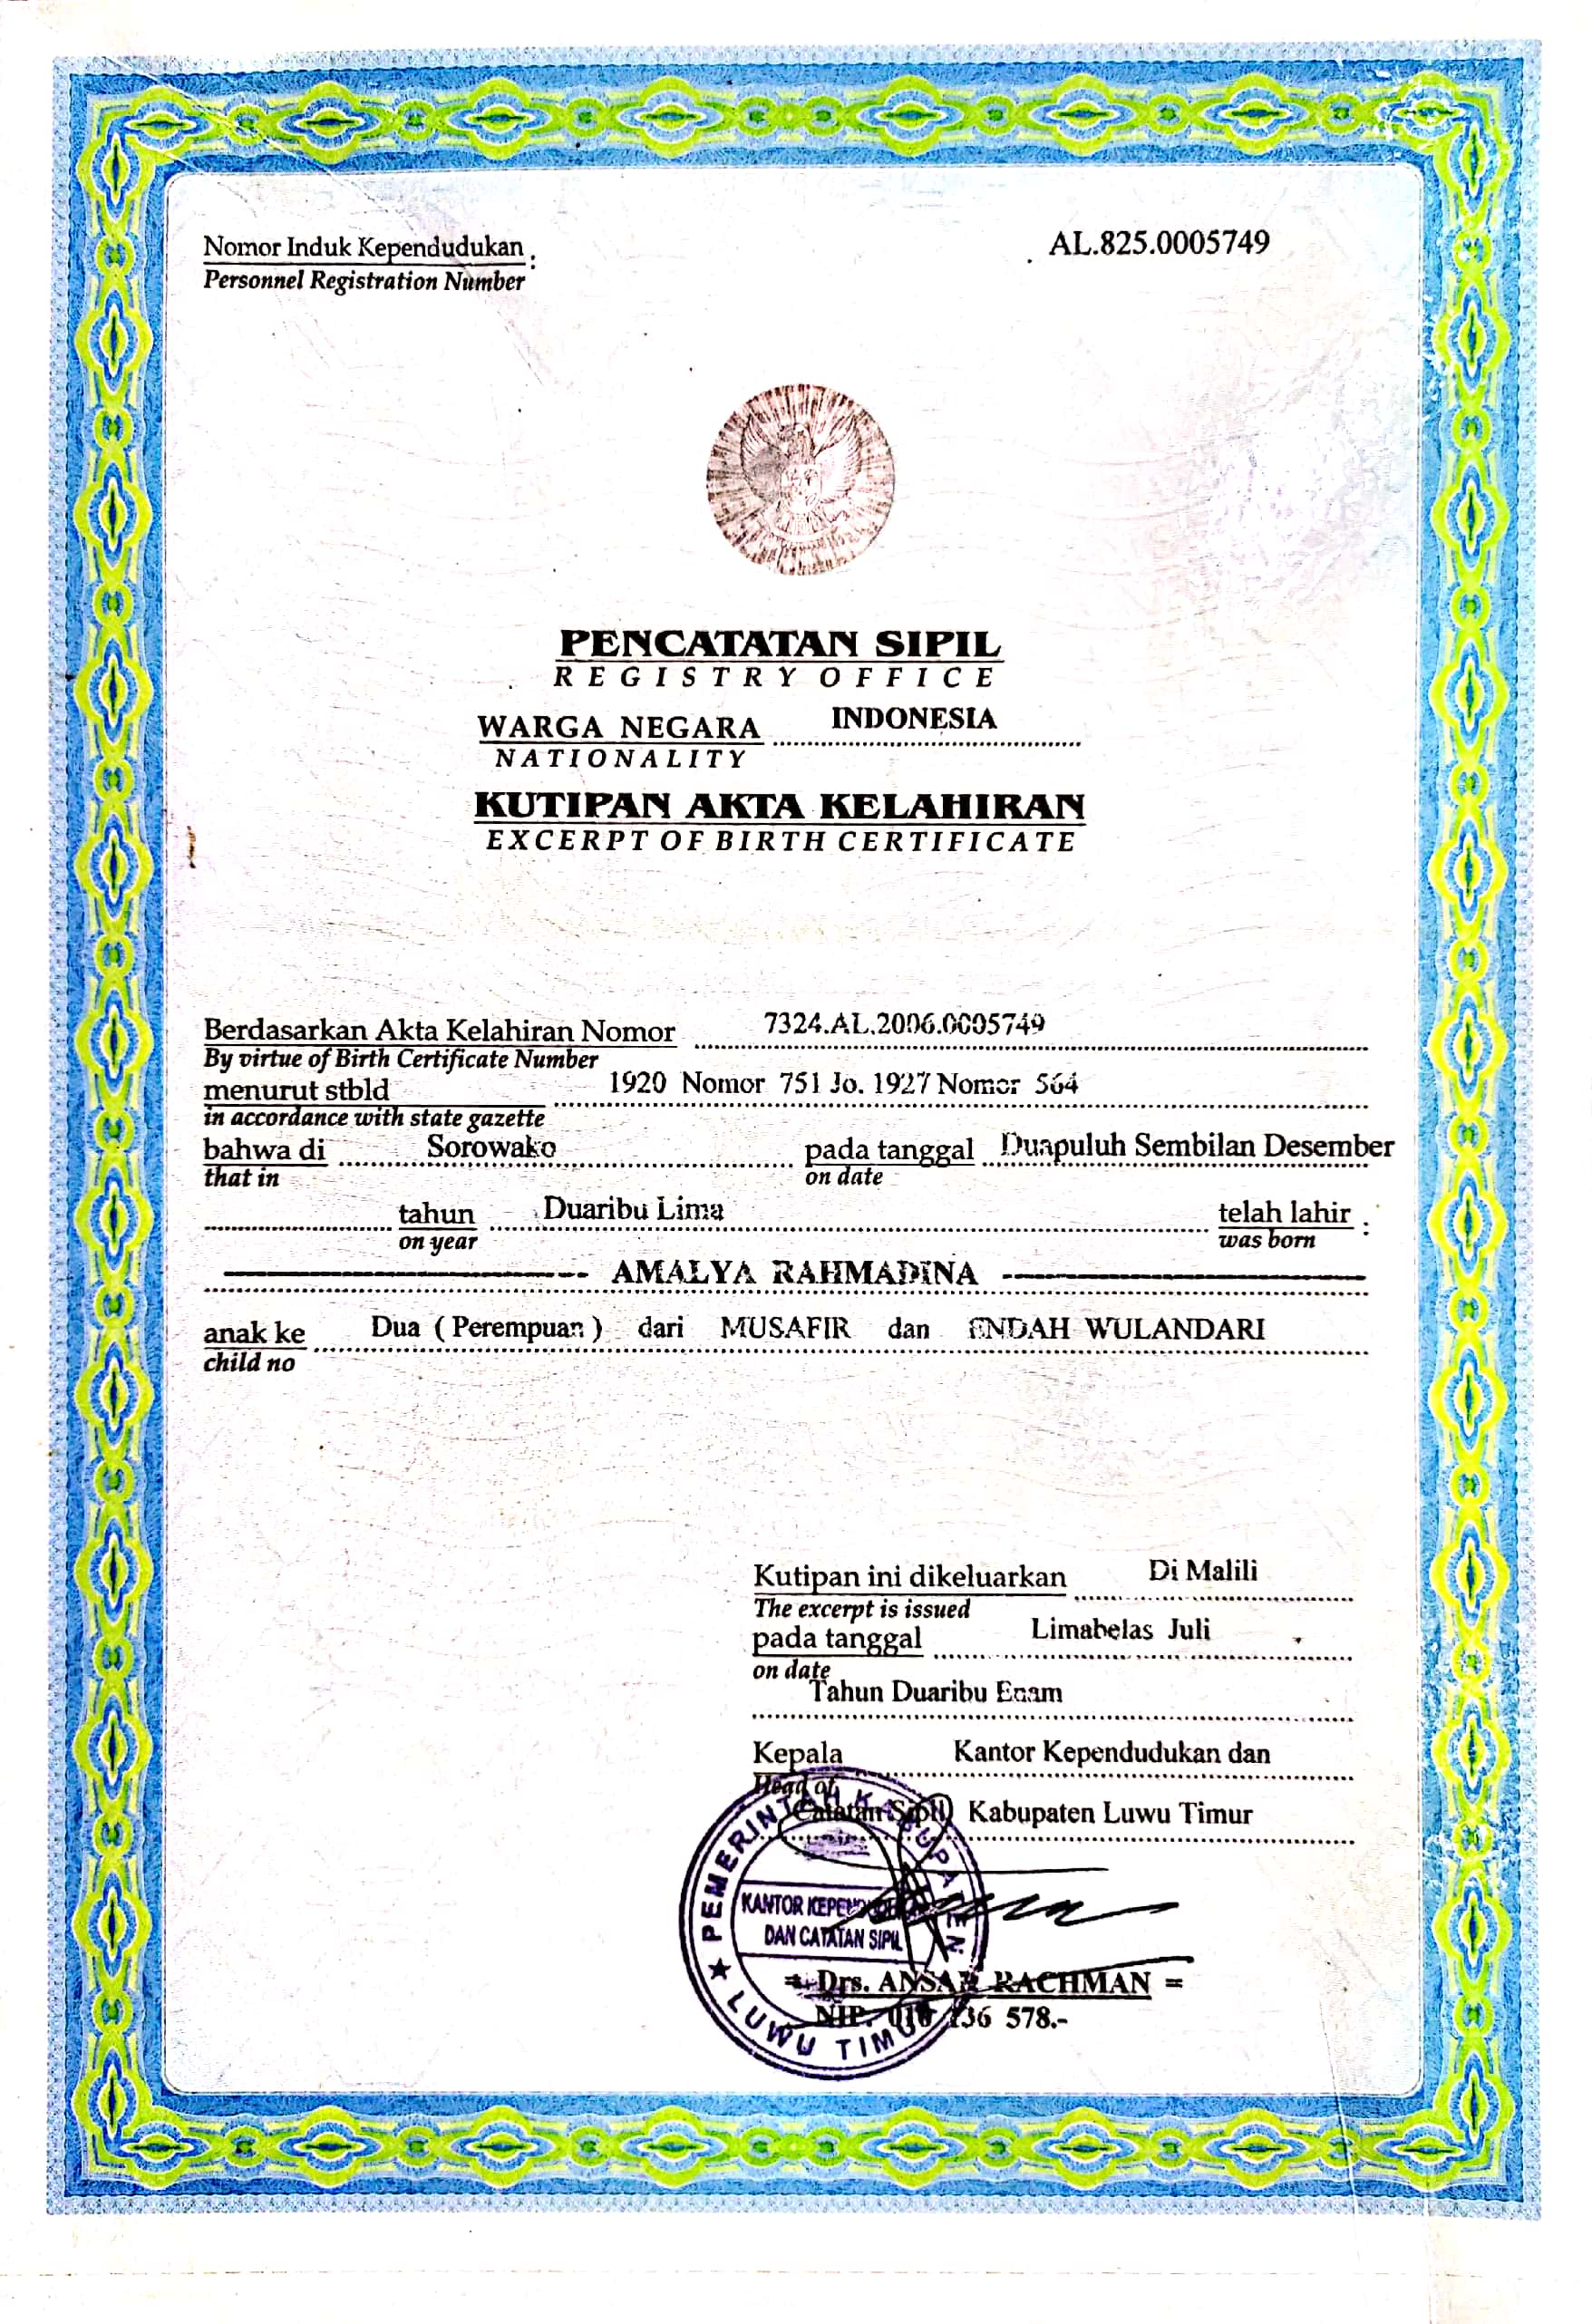 Nomor Induk Kependudukan : AL.825.0005749
Personnel Registration Number
PENCATATAN SIPIL
REGISTRY OFFICE
WARGA NEGARA INDONESIA
NATIONALITY
KUTIPAN AKTA KELAHIRAN
EXCERPT OF BIRTH CERTIFICATE
Berdasarkan Akta Kelahiran Nomor 7324.AL.2006.0005749
By virtue of Birth Certificate Number
menurut stbld 1920 Nomor 751 Jo. 1927 Nomor 564
in accordance with state gazette
bahwa di Sorowako pada tanggal Duapuluh Sembilan Desember
that in on date
tahun Duaribu Lima telah lahir :
on year was born
AMALYA RAHMADINA
anak ke Dua ( Perempuan ) dari MUSAFIR dan ENDAH WULANDARI
child no
Kutipan ini dikeluarkan Di Malili
The excerpt is issued
pada tanggal Limabelas Juli
on date
Tahun Duaribu Enam
Kepala Kantor Kependudukan dan
Head of
Catatan Sipil Kabupaten Luwu Timur
PEMERINTAH KABUPATEN
KANTOR KEPENDUDUKAN
DAN CATATAN SIPIL
= Drs. ANSAR RACHMAN =
NIP. 136 578.-
LUWU TIMUR